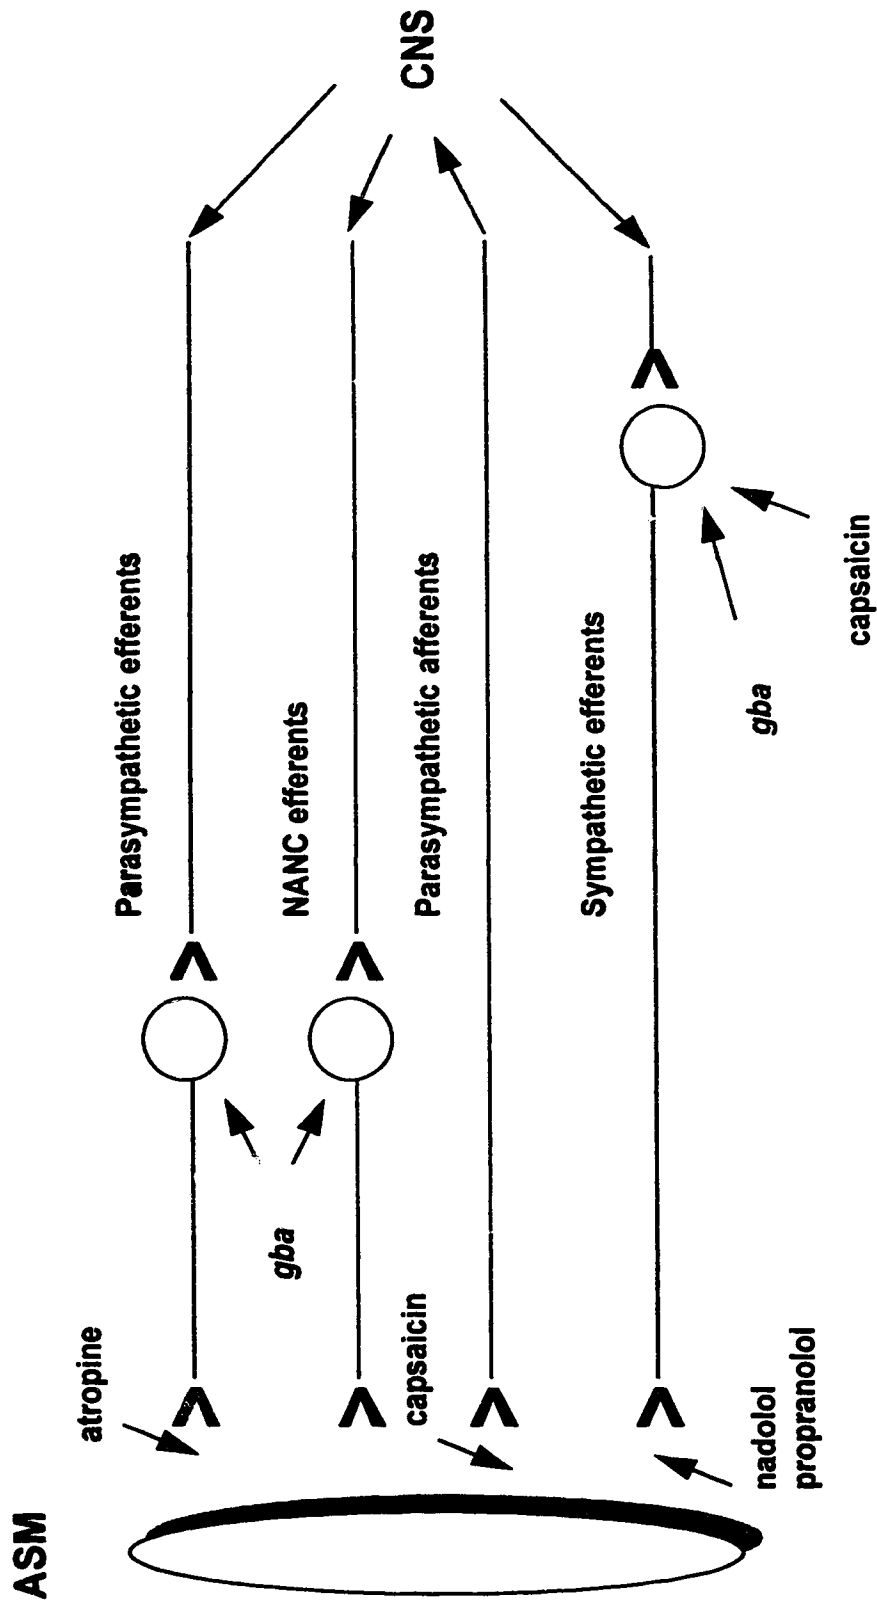 ASM
CNS
atropine
Parasympathetic efferents
gba
NANC efferents
capsaicin
Parasympathetic afferents
Sympathetic efferents
nadolol
propranolol
gba
capsaicin